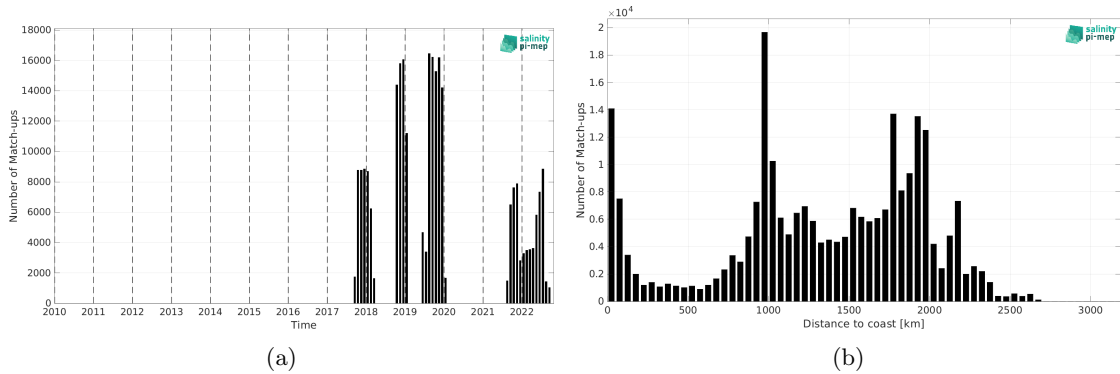 18000
16000
14000
12000
10000
8000
6000
4000
2000
0
Number of Match-ups
2010 2011 2012 2013 2014 2015 2016 2017 2018 2019 2020 2021 2022
Time
salinity
pi-mep
(a)
×10⁴
2
1.8
1.6
1.4
1.2
1
0.8
0.6
0.4
0.2
0
Number of Match-ups
0 500 1000 1500 2000 2500 3000
Distance to coast [km]
salinity
pi-mep
(b)